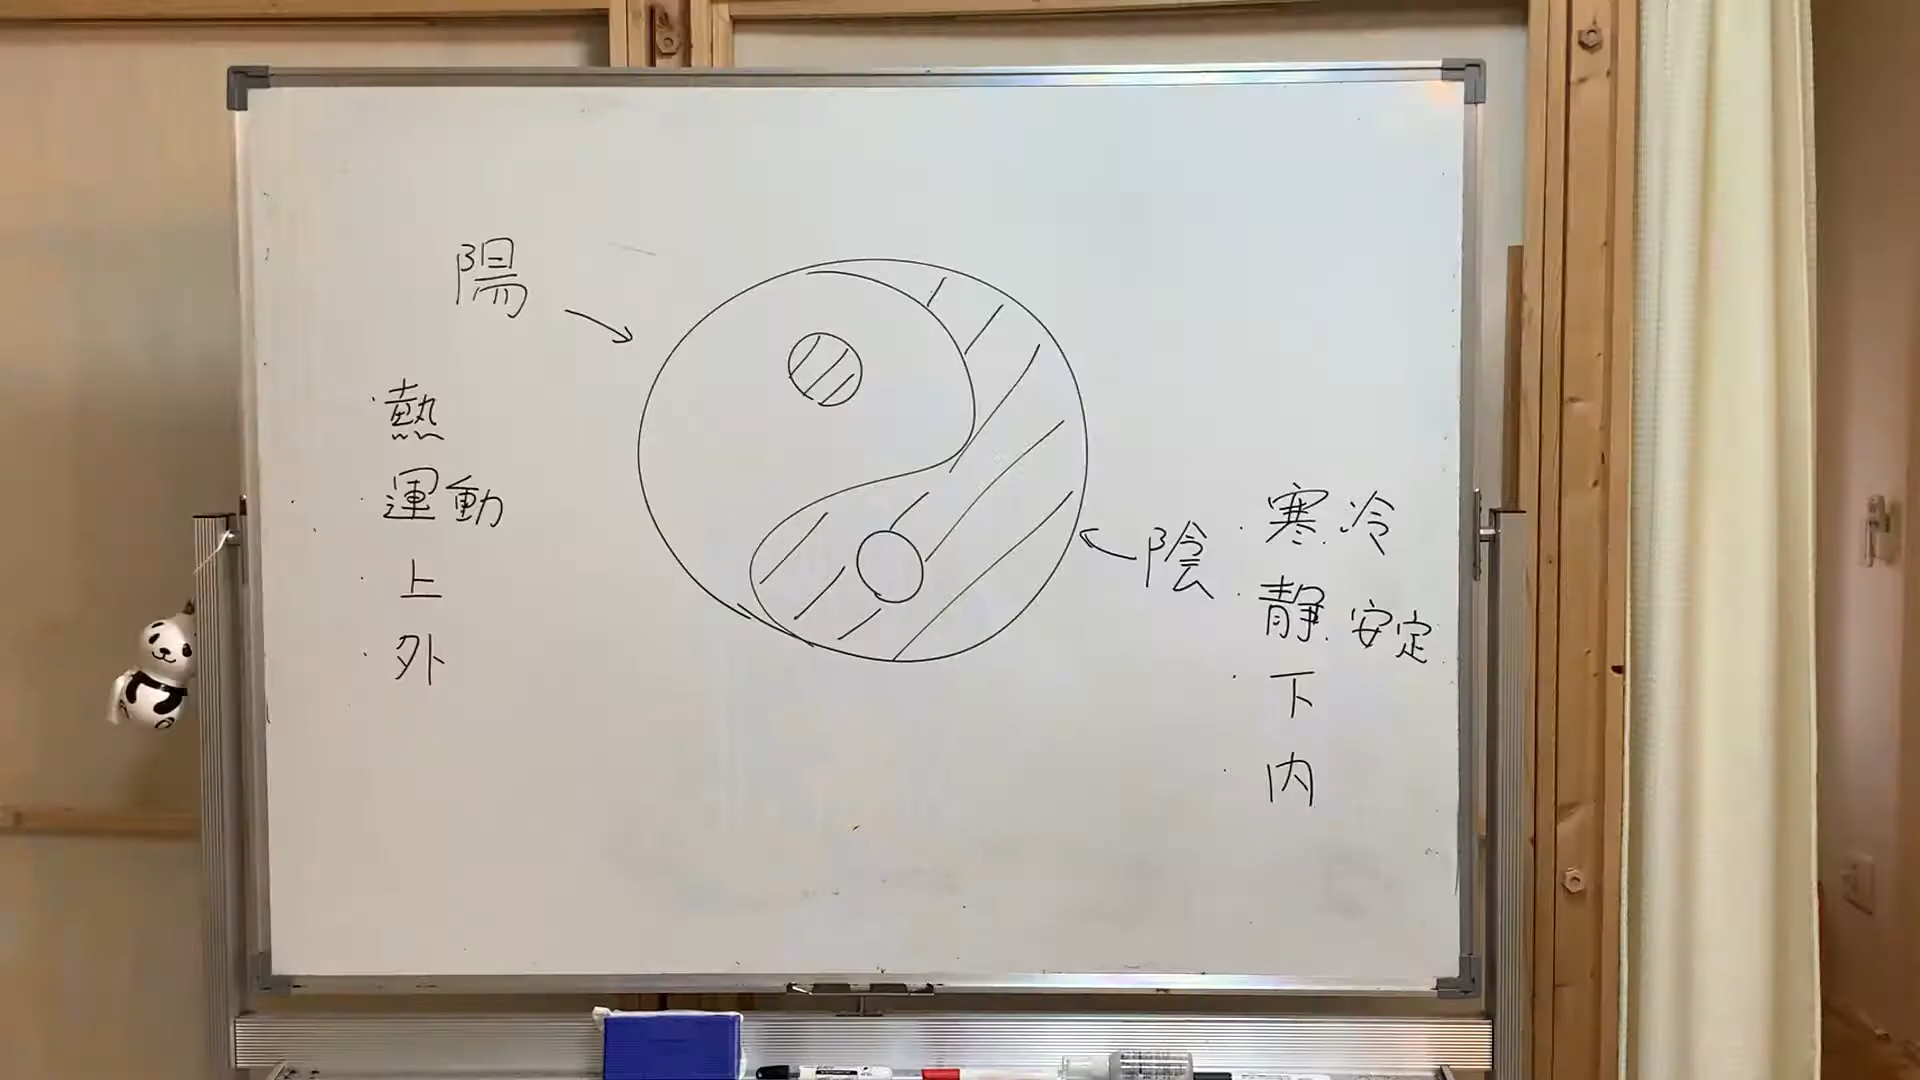 陽
・熱
・運動
・上
・外
陰
・寒冷
・静 安定
・下
・内